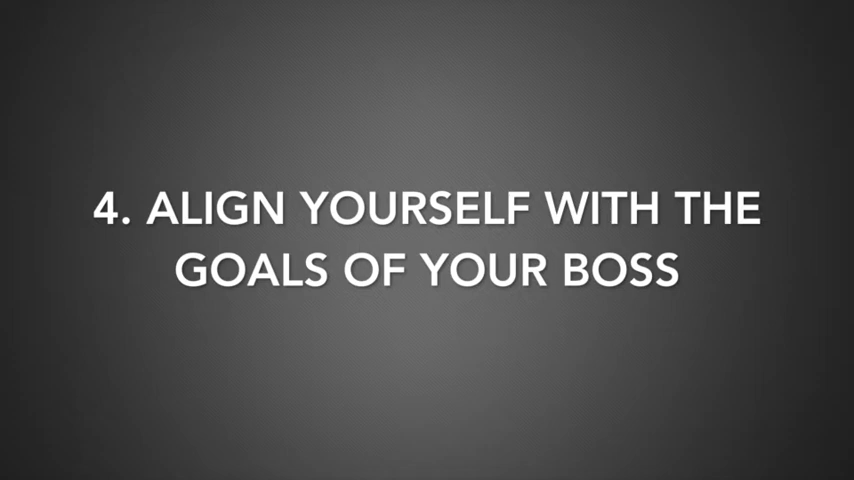 4. ALIGN YOURSELF WITH THE
GOALS OF YOUR BOSS